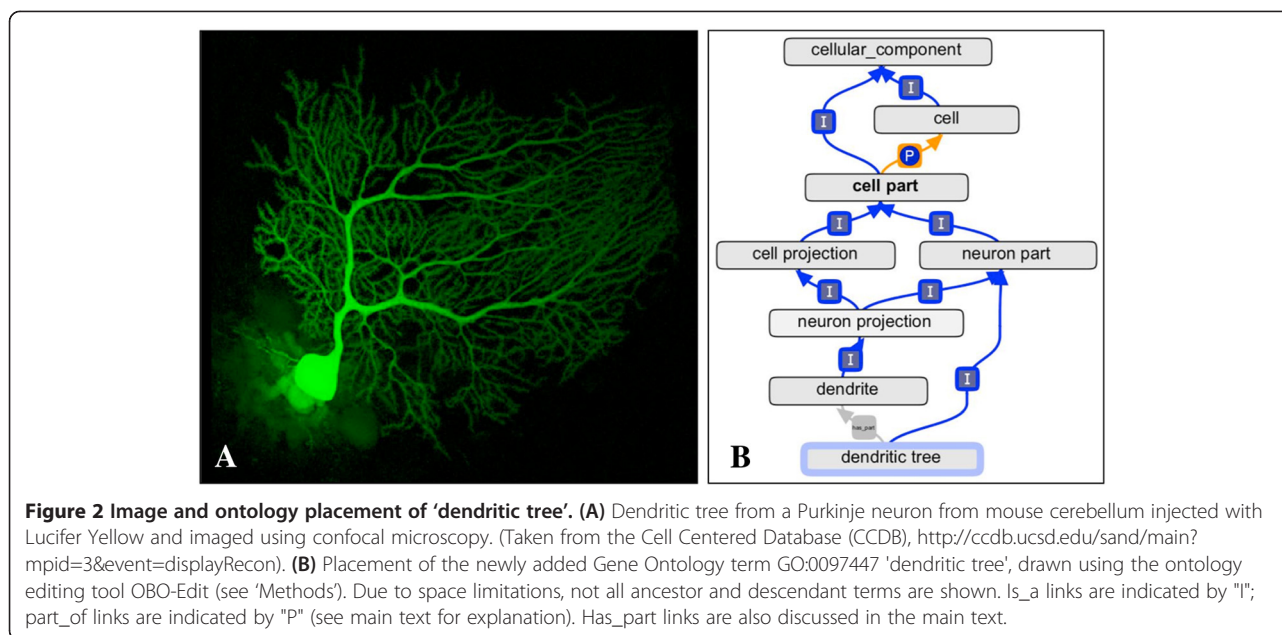 A
cellular_component
I
cell
I
P
cell part
I
I
cell projection
neuron part
I
I
neuron projection
I
I
dendrite
has_part
dendritic tree
B
Figure 2 Image and ontology placement of ‘dendritic tree’. (A) Dendritic tree from a Purkinje neuron from mouse cerebellum injected with
Lucifer Yellow and imaged using confocal microscopy. (Taken from the Cell Centered Database (CCDB), http://ccdb.ucsd.edu/sand/main?
mpid=3&event=displayRecon). (B) Placement of the newly added Gene Ontology term GO:0097447 'dendritic tree', drawn using the ontology
editing tool OBO-Edit (see ‘Methods’). Due to space limitations, not all ancestor and descendant terms are shown. Is_a links are indicated by "I";
part_of links are indicated by "P" (see main text for explanation). Has_part links are also discussed in the main text.